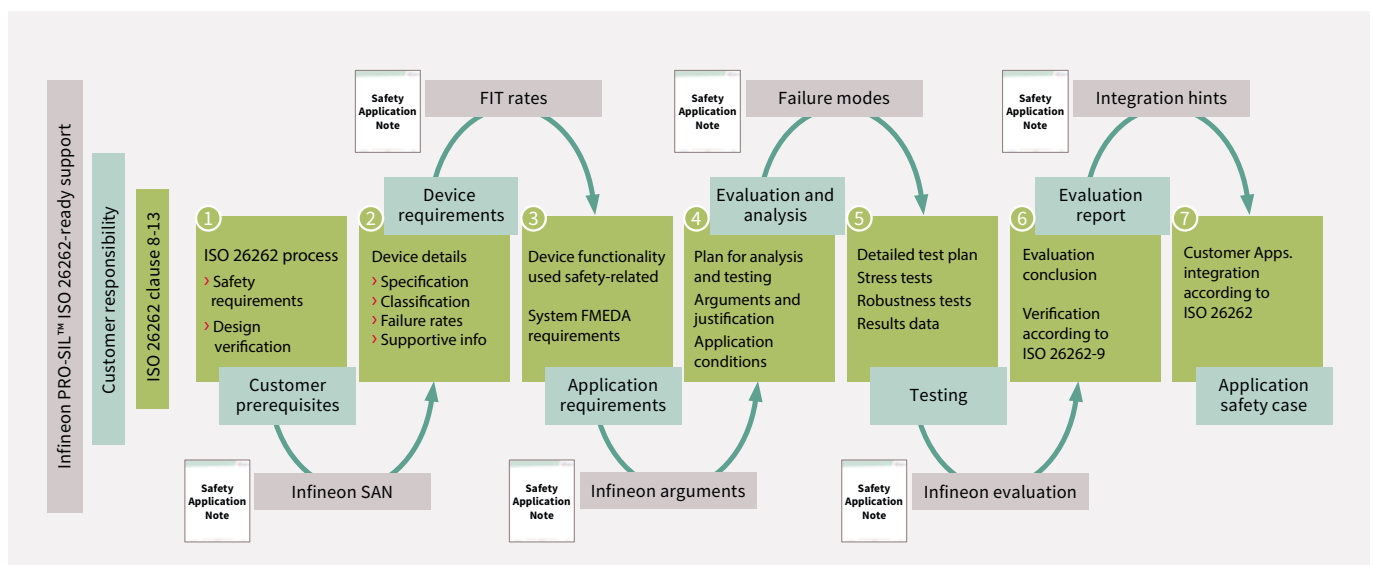 Infineon PRO-SIL™ ISO 26262-ready support
Customer responsibility
ISO 26262 clause 8-13
Safety
Application
Note
FIT rates
Safety
Application
Note
Failure modes
Safety
Application
Note
Integration hints
Device
requirements
Evaluation and
analysis
Evaluation
report
1
ISO 26262 process
› Safety
requirements
› Design
verification
Customer
prerequisites
2
Device details
› Specification
› Classification
› Failure rates
› Supportive info
3
Device functionality
used safety-related
System FMEDA
requirements
Application
requirements
4
Plan for analysis
and testing
Arguments and
justification
Application
conditions
5
Detailed test plan
Stress tests
Robustness tests
Results data
Testing
6
Evaluation
conclusion
Verification
according to
ISO 26262-9
7
Customer Apps.
integration
according to
ISO 26262
Application
safety case
Safety
Application
Note
Infineon SAN
Safety
Application
Note
Infineon arguments
Safety
Application
Note
Infineon evaluation